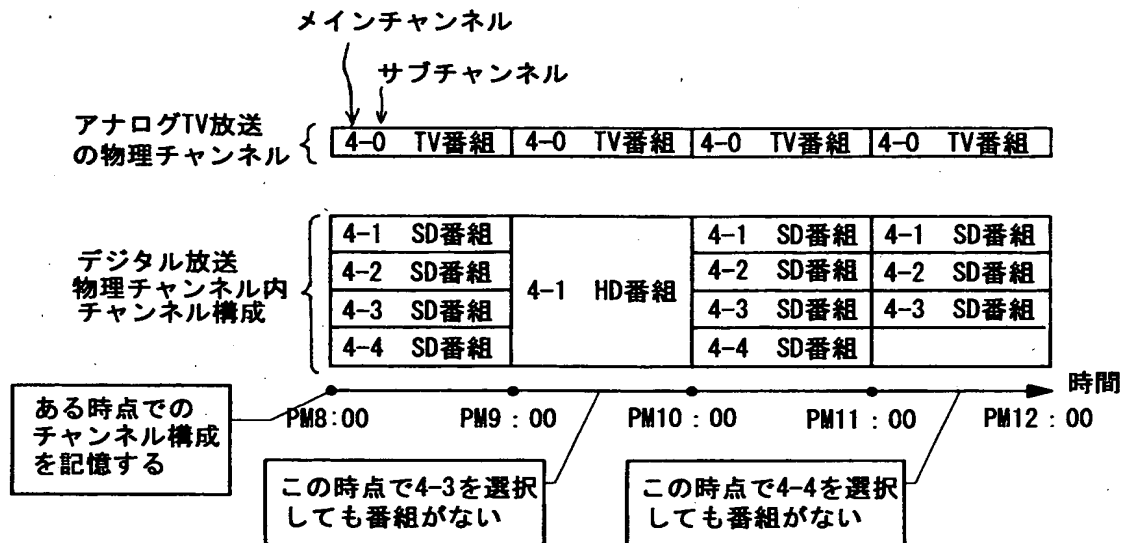 メインチャンネル
サブチャンネル
アナログTV放送
の物理チャンネル
4-0 TV番組 4-0 TV番組 4-0 TV番組 4-0 TV番組
デジタル放送
物理チャンネル内
チャンネル構成
4-1 SD番組
4-2 SD番組
4-3 SD番組
4-4 SD番組
4-1 HD番組
4-1 SD番組
4-2 SD番組
4-3 SD番組
4-4 SD番組
4-1 SD番組
4-2 SD番組
4-3 SD番組
時間
PM8:00 PM9:00 PM10:00 PM11:00 PM12:00
ある時点での
チャンネル構成
を記憶する
この時点で4-3を選択
しても番組がない
この時点で4-4を選択
しても番組がない